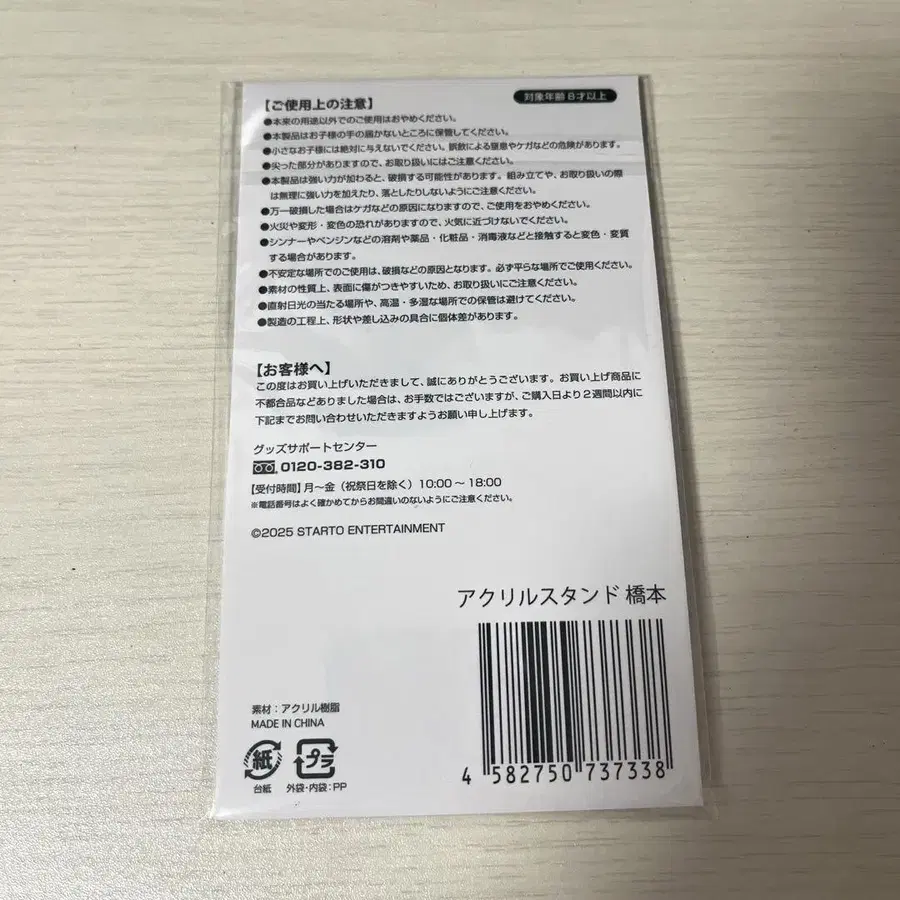 【ご使用上の注意】
対象年齢8才以上
●本来の用途以外でのご使用はおやめください。
●本製品はお子様の手の届かないところに保管してください。
●小さなお子様には絶対に与えないでください。誤飲による窒息やケガなどの危険があります。
●尖った部分がありますので、お取り扱いにはご注意ください。
●本製品は強い力が加わると、破損する可能性があります。組み立てや、お取り扱いの際
は無理に強い力を加えたり、落としたりしないようにご注意ください。
●万一破損した場合はケガなどの原因になりますので、ご使用をおやめください。
●火災や変形・変色の恐れがありますので、火気に近づけないでください。
●シンナーやベンジンなどの溶剤や薬品・化粧品・消毒液などと接触すると変色・変質
する場合があります。
●不安定な場所でのご使用は、破損などの原因となります。必ず平らな場所でご使用ください。
●素材の性質上、表面に傷がつきやすいため、お取り扱いにご注意ください。
●直射日光の当たる場所や、高温・多湿な場所での保管は避けてください。
●製造の工程上、形状や差し込みの具合に個体差があります。
【お客様へ】
この度はお買い上げいただきまして、誠にありがとうございます。お買い上げ商品に
不都合品などありました場合は、お手数ではございますが、ご購入日より2週間以内に
下記までお問い合わせいただきますようお願い申し上げます。
グッズサポートセンター
0120-382-310
【受付時間】月～金（祝祭日を除く）10:00～18:00
※電話番号はよく確かめてからお間違いのないようにご注意ください。
©2025 STARTO ENTERTAINMENT
アクリルスタンド 橋本
素材：アクリル樹脂
MADE IN CHINA
紙
プラ
台紙
外袋・内袋：PP
4 582750 737338